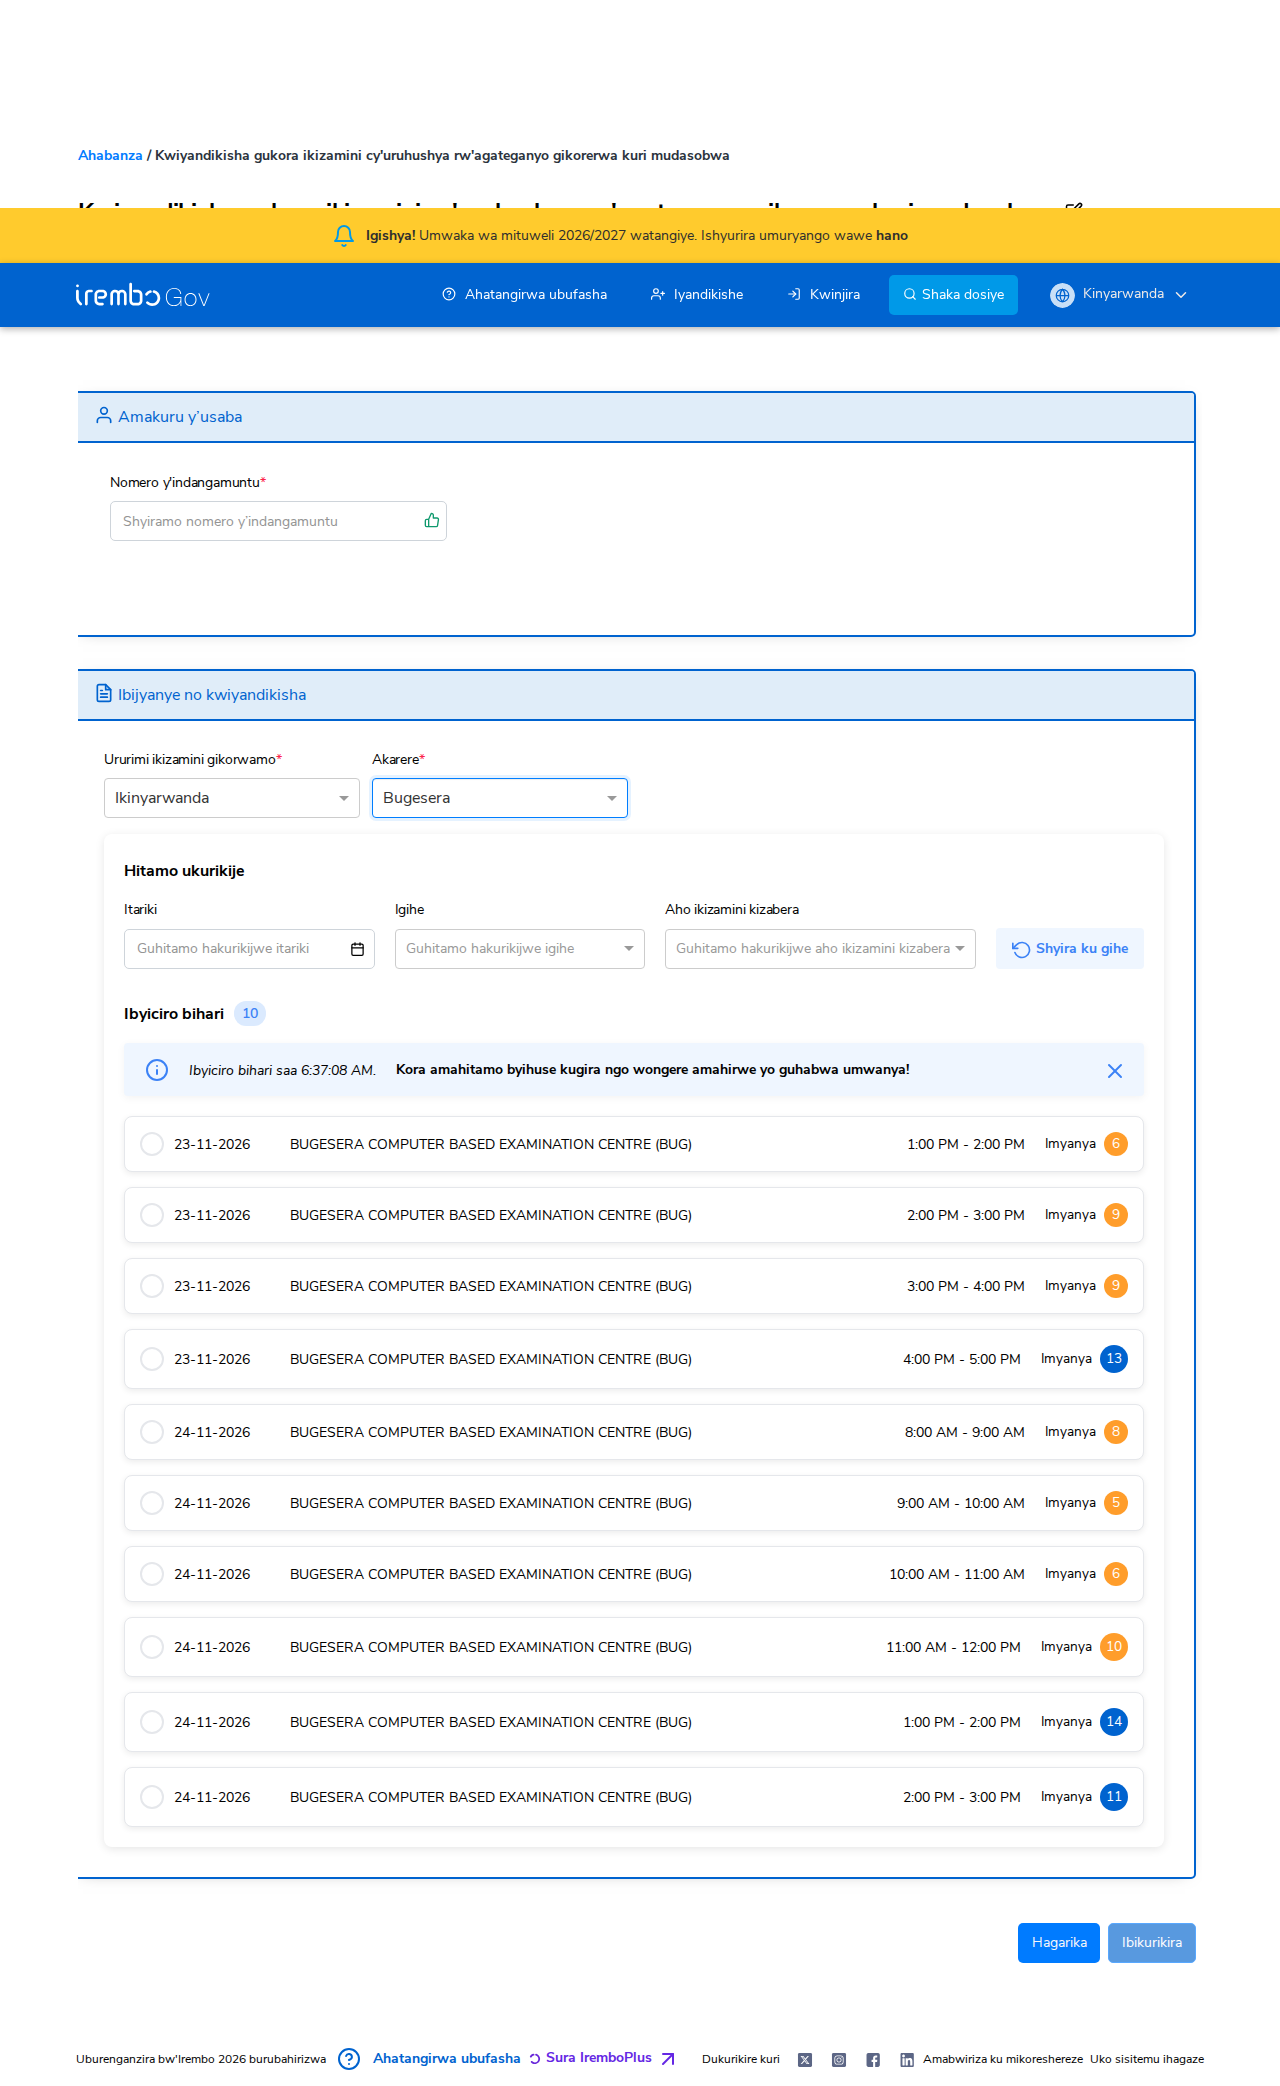 Ahabanza / Kwiyandikisha gukora ikizamini cy'uruhushya rw'agateganyo gikorerwa kuri mudasobwa
Igishya! Umwaka wa mituweli 2026/2027 watangiye. Ishyurira umuryango wawe hano
irembo Gov
Ahatangirwa ubufasha
Iyandikishe
Kwinjira
Shaka dosiye
Kinyarwanda
Amakuru y’usaba
Nomero y'indangamuntu*
Shyiramo nomero y’indangamuntu
Ibijyanye no kwiyandikisha
Ururimi ikizamini gikorwamo* Akarere*
Ikinyarwanda Bugesera
Hitamo ukurikije
Itariki Igihe Aho ikizamini kizabera
Guhitamo hakurikijwe itariki Guhitamo hakurikijwe igihe Guhitamo hakurikijwe aho ikizamini kizabera Shyira ku gihe
Ibyiciro bihari 10
Ibyiciro bihari saa 6:37:08 AM. Kora amahitamo byihuse kugira ngo wongere amahirwe yo guhabwa umwanya!
23-11-2026 BUGESERA COMPUTER BASED EXAMINATION CENTRE (BUG) 1:00 PM - 2:00 PM Imyanya 6
23-11-2026 BUGESERA COMPUTER BASED EXAMINATION CENTRE (BUG) 2:00 PM - 3:00 PM Imyanya 9
23-11-2026 BUGESERA COMPUTER BASED EXAMINATION CENTRE (BUG) 3:00 PM - 4:00 PM Imyanya 9
23-11-2026 BUGESERA COMPUTER BASED EXAMINATION CENTRE (BUG) 4:00 PM - 5:00 PM Imyanya 13
24-11-2026 BUGESERA COMPUTER BASED EXAMINATION CENTRE (BUG) 8:00 AM - 9:00 AM Imyanya 8
24-11-2026 BUGESERA COMPUTER BASED EXAMINATION CENTRE (BUG) 9:00 AM - 10:00 AM Imyanya 5
24-11-2026 BUGESERA COMPUTER BASED EXAMINATION CENTRE (BUG) 10:00 AM - 11:00 AM Imyanya 6
24-11-2026 BUGESERA COMPUTER BASED EXAMINATION CENTRE (BUG) 11:00 AM - 12:00 PM Imyanya 10
24-11-2026 BUGESERA COMPUTER BASED EXAMINATION CENTRE (BUG) 1:00 PM - 2:00 PM Imyanya 14
24-11-2026 BUGESERA COMPUTER BASED EXAMINATION CENTRE (BUG) 2:00 PM - 3:00 PM Imyanya 11
Hagarika Ibikurikira
Uburenganzira bw'Irembo 2026 burubahirizwa Ahatangirwa ubufasha Sura IremboPlus Dukurikire kuri Amabwiriza ku mikoreshereze Uko sisitemu ihagaze